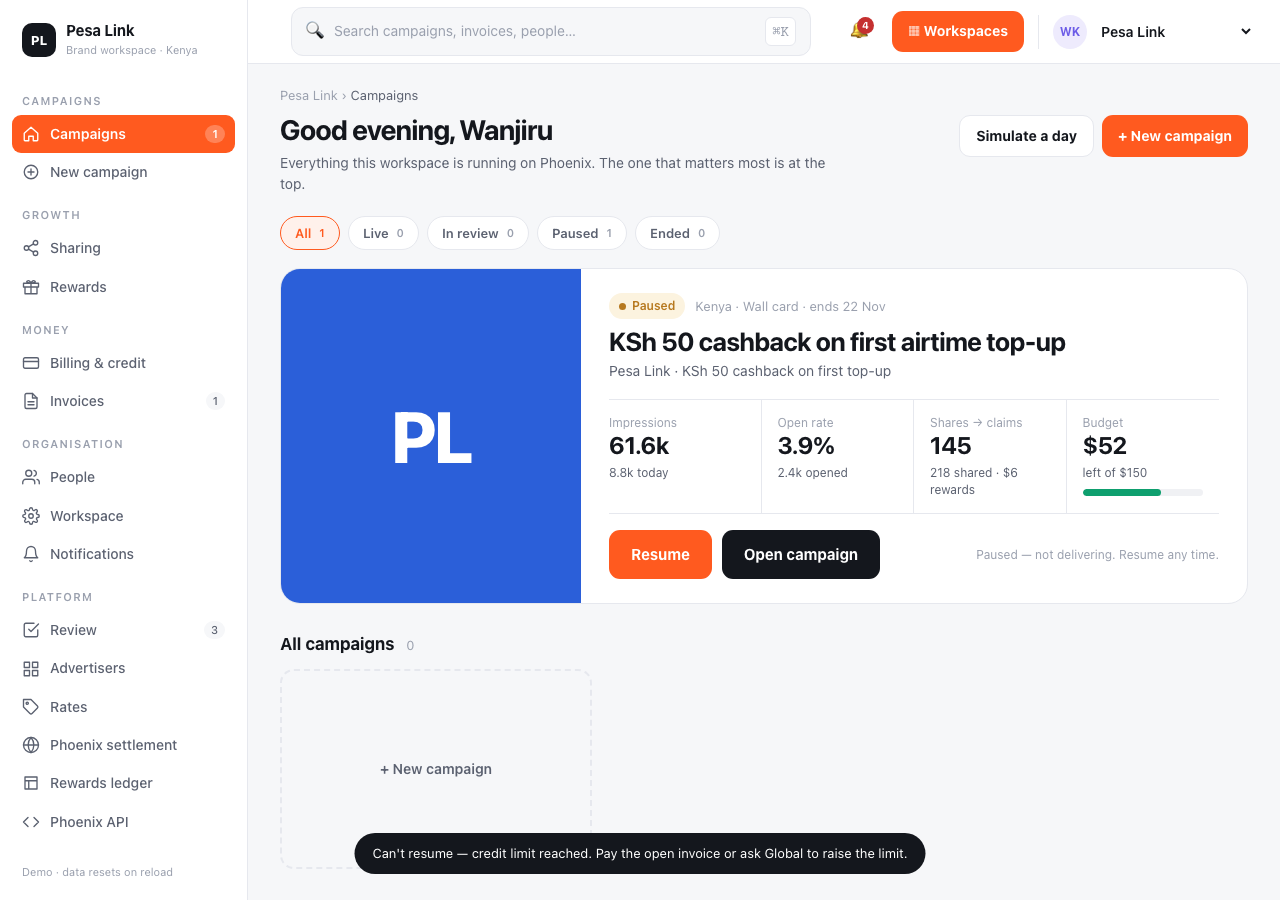 PL
Pesa Link
Brand workspace · Kenya
CAMPAIGNS
Campaigns 1
New campaign
GROWTH
Sharing
Rewards
MONEY
Billing & credit
Invoices 1
ORGANISATION
People
Workspace
Notifications
PLATFORM
Review 3
Advertisers
Rates
Phoenix settlement
Rewards ledger
Phoenix API
Demo · data resets on reload
Search campaigns, invoices, people… ⌘K
4
Workspaces
WK Pesa Link
Pesa Link › Campaigns
Good evening, Wanjiru
Everything this workspace is running on Phoenix. The one that matters most is at the
top.
Simulate a day
+ New campaign
All 1 Live 0 In review 0 Paused 1 Ended 0
PL
Paused Kenya · Wall card · ends 22 Nov
KSh 50 cashback on first airtime top-up
Pesa Link · KSh 50 cashback on first top-up
Impressions
61.6k
8.8k today
Open rate
3.9%
2.4k opened
Shares → claims
145
218 shared · $6
rewards
Budget
$52
left of $150
Resume
Open campaign
Paused — not delivering. Resume any time.
All campaigns 0
+ New campaign
Can't resume — credit limit reached. Pay the open invoice or ask Global to raise the limit.